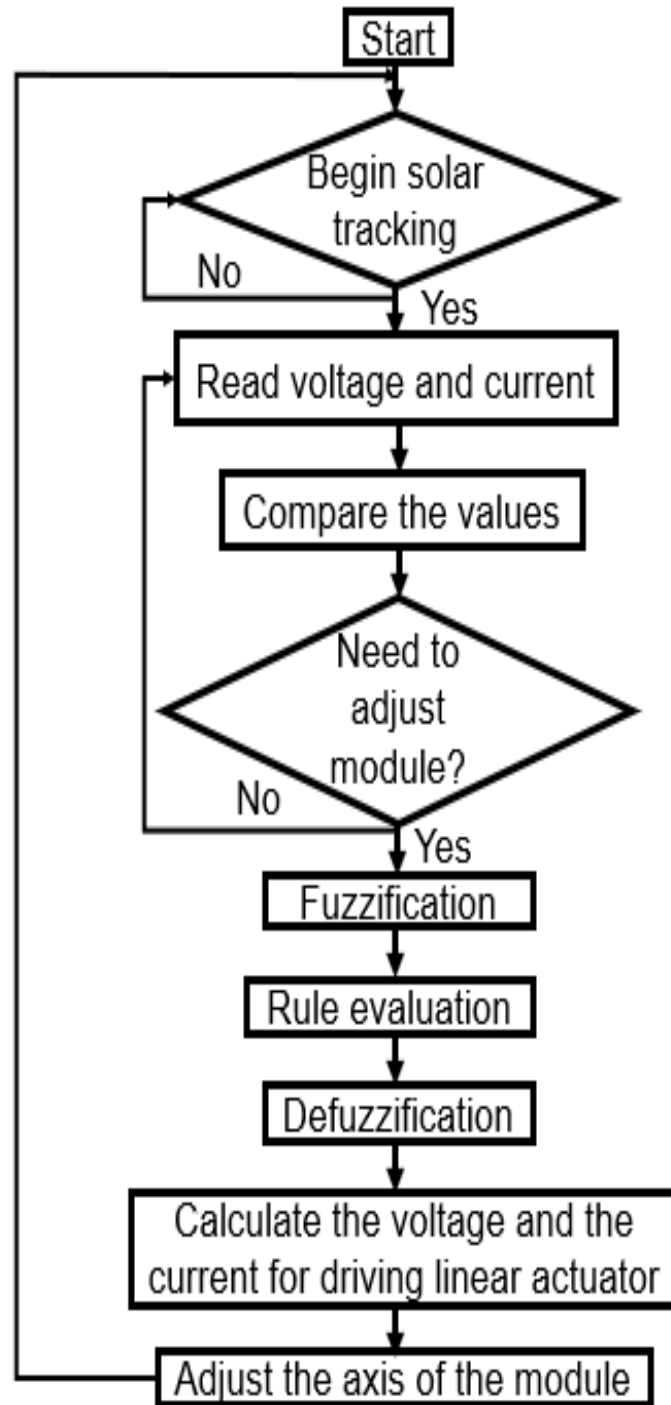 Start
Begin solar
tracking
No
Yes
Read voltage and current
Compare the values
Need to
adjust
module?
No
Yes
Fuzzification
Rule evaluation
Defuzzification
Calculate the voltage and the
current for driving linear actuator
Adjust the axis of the module